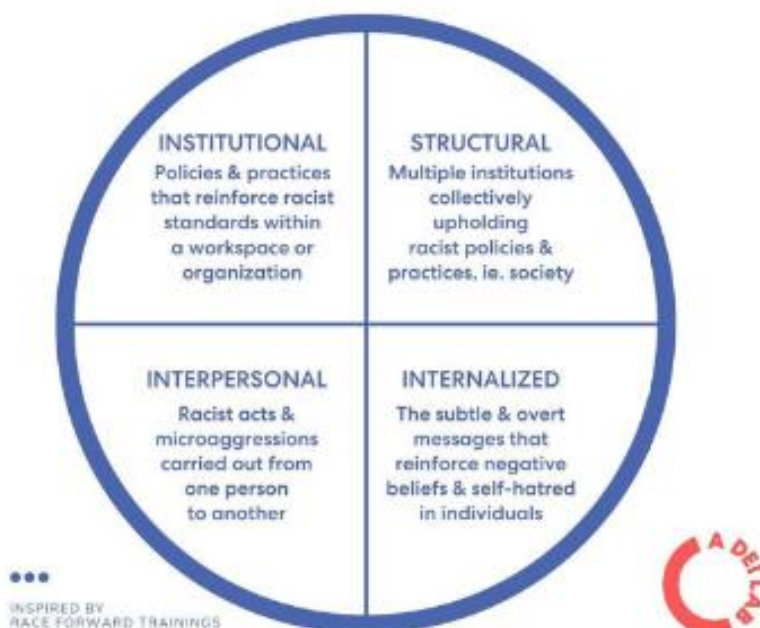 INSTITUTIONAL
Policies & practices
that reinforce racist
standards within
a workspace or
organization
STRUCTURAL
Multiple institutions
collectively
upholding
racist policies &
practices, ie. society
INTERPERSONAL
Racist acts &
microaggressions
carried out from
one person
to another
INTERNALIZED
The subtle & overt
messages that
reinforce negative
beliefs & self-hatred
in individuals
INSPIRED BY
RACE FORWARD TRAININGS
A DEI LAB